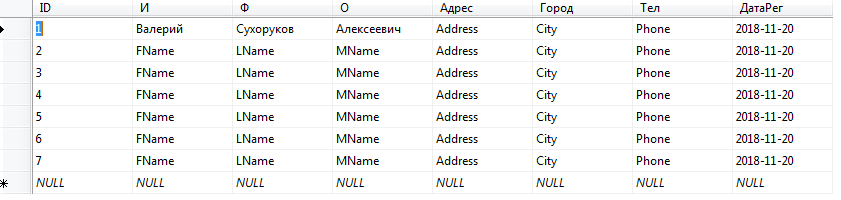 ID И Ф О Адрес Город Тел ДатаРег
1 Валерий Сухоруков Алексеевич Address City Phone 2018-11-20
2 FName LName MName Address City Phone 2018-11-20
3 FName LName MName Address City Phone 2018-11-20
4 FName LName MName Address City Phone 2018-11-20
5 FName LName MName Address City Phone 2018-11-20
6 FName LName MName Address City Phone 2018-11-20
7 FName LName MName Address City Phone 2018-11-20
NULL NULL NULL NULL NULL NULL NULL NULL